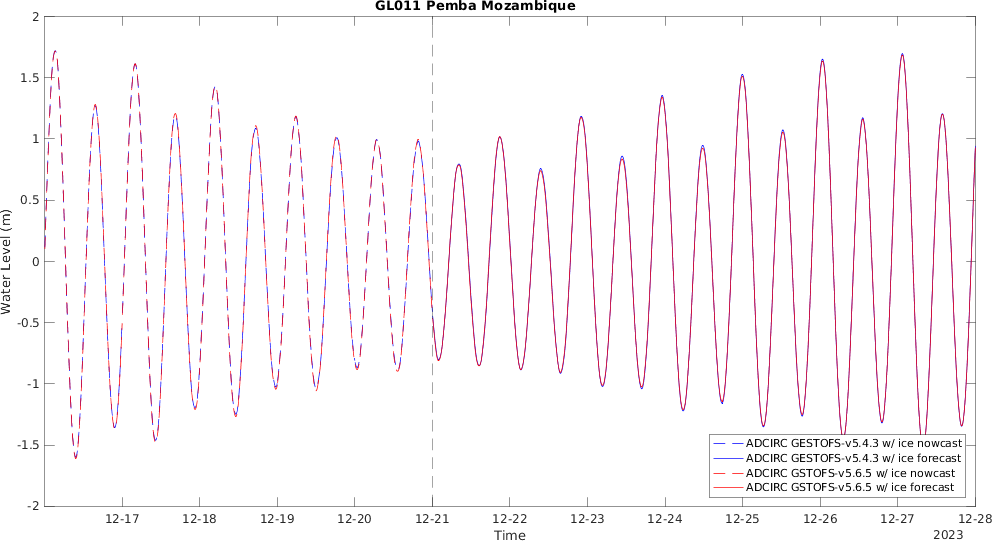 GL011 Pemba Mozambique
2
1.5
1
0.5
0
-0.5
-1
-1.5
-2
Water Level (m)
ADCIRC GESTOFS-v5.4.3 w/ ice nowcast
ADCIRC GESTOFS-v5.4.3 w/ ice forecast
ADCIRC GSTOFS-v5.6.5 w/ ice nowcast
ADCIRC GSTOFS-v5.6.5 w/ ice forecast
12-17 12-18 12-19 12-20 12-21 12-22 12-23 12-24 12-25 12-26 12-27 12-28
Time
2023